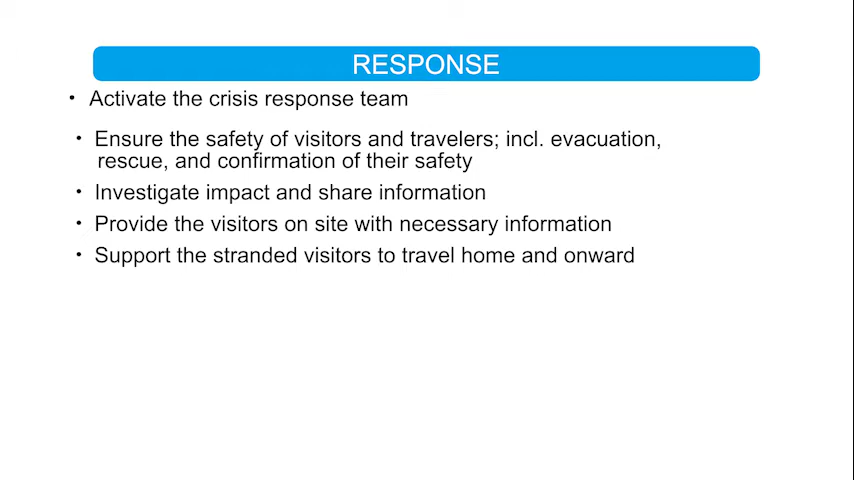 RESPONSE
• Activate the crisis response team
• Ensure the safety of visitors and travelers; incl. evacuation,
rescue, and confirmation of their safety
• Investigate impact and share information
• Provide the visitors on site with necessary information
• Support the stranded visitors to travel home and onward